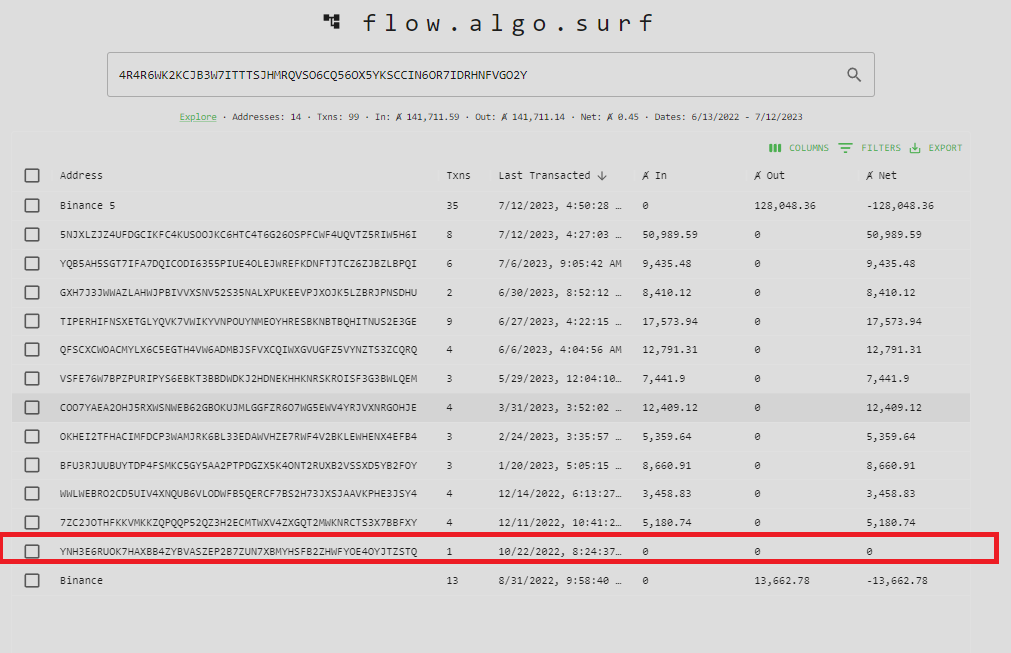 flow.algo.surf
4R4R6WK2KCJB3W7ITTTSJHMRQVSO6CQ56OX5YKSCCIN6OR7IDRHNFVGO2Y
Explore · Addresses: 14 · Txns: 99 · In: Ⱥ 141,711.59 · Out: Ⱥ 141,711.14 · Net: Ⱥ 0.45 · Dates: 6/13/2022 - 7/12/2023
COLUMNS FILTERS EXPORT
Address Txns Last Transacted ↓ Ⱥ In Ⱥ Out Ⱥ Net
Binance 5 35 7/12/2023, 4:50:28 … 0 128,048.36 -128,048.36
5NJXLZJZ4UFDGCIKFC4KUSOOJKC6HTC4T6G26OSPFCWF4UQVTZ5RIW5H6I 8 7/12/2023, 4:27:03 … 50,989.59 0 50,989.59
YQB5AH5SGT7IFA7DQICODI6355PIUE4OLEJWREFKDNFTJTCZ6ZJBZLBPQI 6 7/6/2023, 9:05:42 AM 9,435.48 0 9,435.48
GXH7J3JWWAZLAHWJPBIVVXSNV52S35NALXPUKEEVPJXOJK5LZBRJPNSDHU 2 6/30/2023, 8:52:12 … 8,410.12 0 8,410.12
TIPERHIFNSXETGLYQVK7VWIKYVNPOUYNMEOYHRESBKNBTBQHITNUS2E3GE 9 6/27/2023, 4:22:15 … 17,573.94 0 17,573.94
QFSCXCWOACMYLX6C5EGTH4VW6ADMBJSFVXCQIWXGVUGFZ5VYNZTS3ZCQRQ 4 6/6/2023, 4:04:56 AM 12,791.31 0 12,791.31
VSFE76W7BPZPURIPYS6EBKT3BBDWDKJ2HDNEKHHKNRSKROISF3G3BWLQEM 3 5/29/2023, 12:04:10… 7,441.9 0 7,441.9
COO7YAEA2OHJ5RXWSNWEB62GBOKUJMLGGFZR6O7WG5EWV4YRJVXNRGOHJE 4 3/31/2023, 3:52:02 … 12,409.12 0 12,409.12
OKHEI2TFHACIMFDCP3WAMJRK6BL33EDAWVHZE7RWF4V2BKLEWHENX4EFB4 3 2/24/2023, 3:35:57 … 5,359.64 0 5,359.64
BFU3RJUUBUYTDP4FSMKC5GY5AA2PTPDGZX5K4ONT2RUXB2VSSXD5YB2FOY 3 1/20/2023, 5:05:15 … 8,660.91 0 8,660.91
WWLWEBRO2CD5UIV4XNQUB6VLODWFB5QERCF7BS2H73JXSJAAVKPHE3JSY4 4 12/14/2022, 6:13:27… 3,458.83 0 3,458.83
7ZC2JOTHFKKVMKKZQPQQP52QZ3H2ECMTWXV4ZXGQT2MWKNRCTS3X7BBFXY 4 12/11/2022, 10:41:2… 5,180.74 0 5,180.74
YNH3E6RUOK7HAXBB4ZYBVASZEP2B7ZUN7XBMYHSFB2ZHWFYOE4OYJTZSTQ 1 10/22/2022, 8:24:37… 0 0 0
Binance 13 8/31/2022, 9:58:40 … 0 13,662.78 -13,662.78